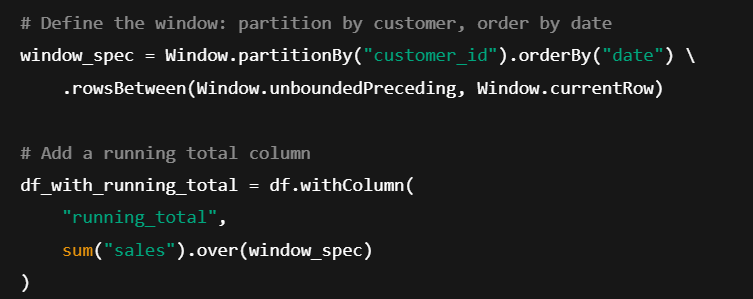 # Define the window: partition by customer, order by date
window_spec = Window.partitionBy("customer_id").orderBy("date") \
    .rowsBetween(Window.unboundedPreceding, Window.currentRow)

# Add a running total column
df_with_running_total = df.withColumn(
    "running_total",
    sum("sales").over(window_spec)
)